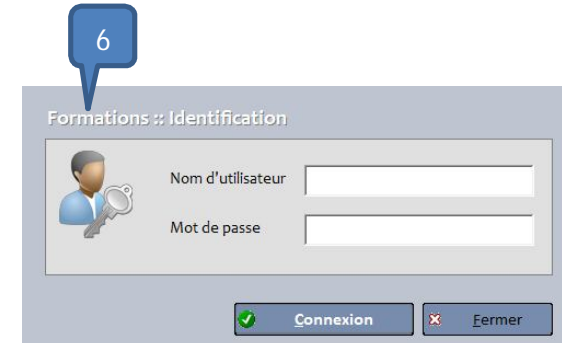 6
Formations :: Identification
Nom d'utilisateur
Mot de passe
Connexion
Fermer